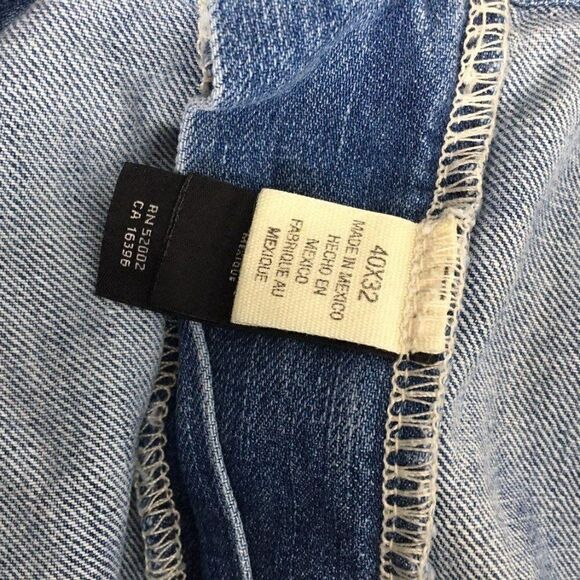 40X32
MADE IN MEXICO
HECHO EN
MEXICO
FABRIQUE AU
MEXIQUE
RN 52002
CA 16396